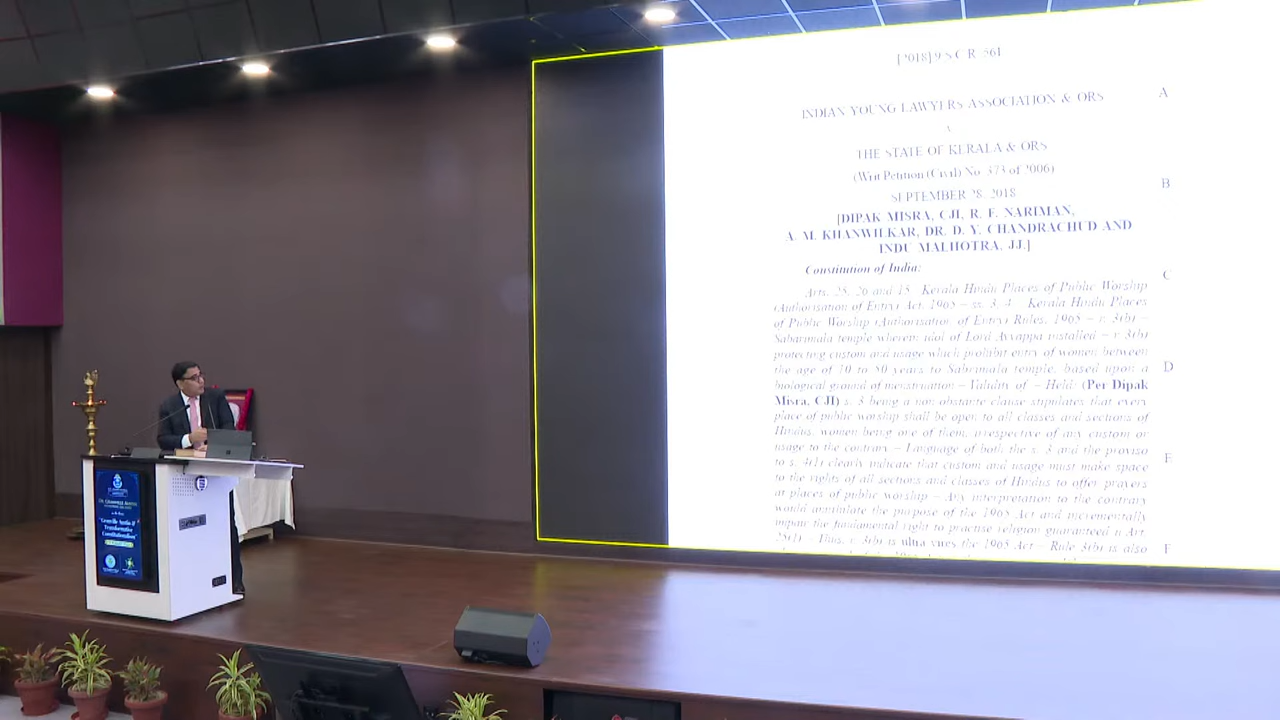 [2018] 9 S.C.R. 561
INDIAN YOUNG LAWYERS ASSOCIATION & ORS
A
v.
THE STATE OF KERALA & ORS
(Writ Petition (Civil) No. 373 of 2006)
SEPTEMBER 28, 2018
B
[DIPAK MISRA, CJI, R. F. NARIMAN,
A. M. KHANWILKAR, DR. D. Y. CHANDRACHUD AND
INDU MALHOTRA, JJ.]
Constitution of India:
C
Arts. 25, 26 and 15 Kerala Hindu Places of Public Worship
(Authorisation of Entry) Act, 1965 – ss. 3, 4 Kerala Hindu Places
of Public Worship (Authorisation of Entry) Rules, 1965 – r. 3(b) –
Sabarimala temple wherein idol of Lord Ayyappa installed – r. 3(b)
protecting custom and usage which prohibit entry of women between
the age of 10 to 50 years to Sabrimala temple, based upon a
D
biological ground of menstruation – Validity of – Held: (Per Dipak
Misra, CJI) s. 3 being a non obstante clause stipulates that every
place of public worship shall be open to all classes and sections of
Hindus, women being one of them, irrespective of any custom or
usage to the contrary – Language of both the s. 3 and the proviso
E
to s. 4(1) clearly indicate that custom and usage must make space
to the rights of all sections and classes of Hindus to offer prayers
at places of public worship – Any interpretation to the contrary
would annihilate the purpose of the 1965 Act and incrementally
impair the fundamental right to practise religion guaranteed u Art.
25(1) – Thus, r. 3(b) is ultra vires the 1965 Act – Rule 3(b) is also
F
"Granville Austin &
Transformative
Constitutionalism"